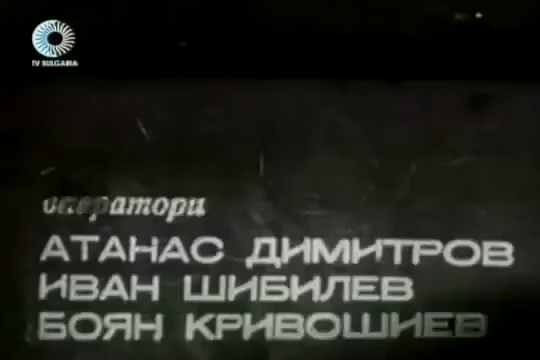 TV BULGARIA
оператори
АТАНАС ДИМИТРОВ
ИВАН ШИБИЛЕВ
БОЯН КРИВОШИЕВ